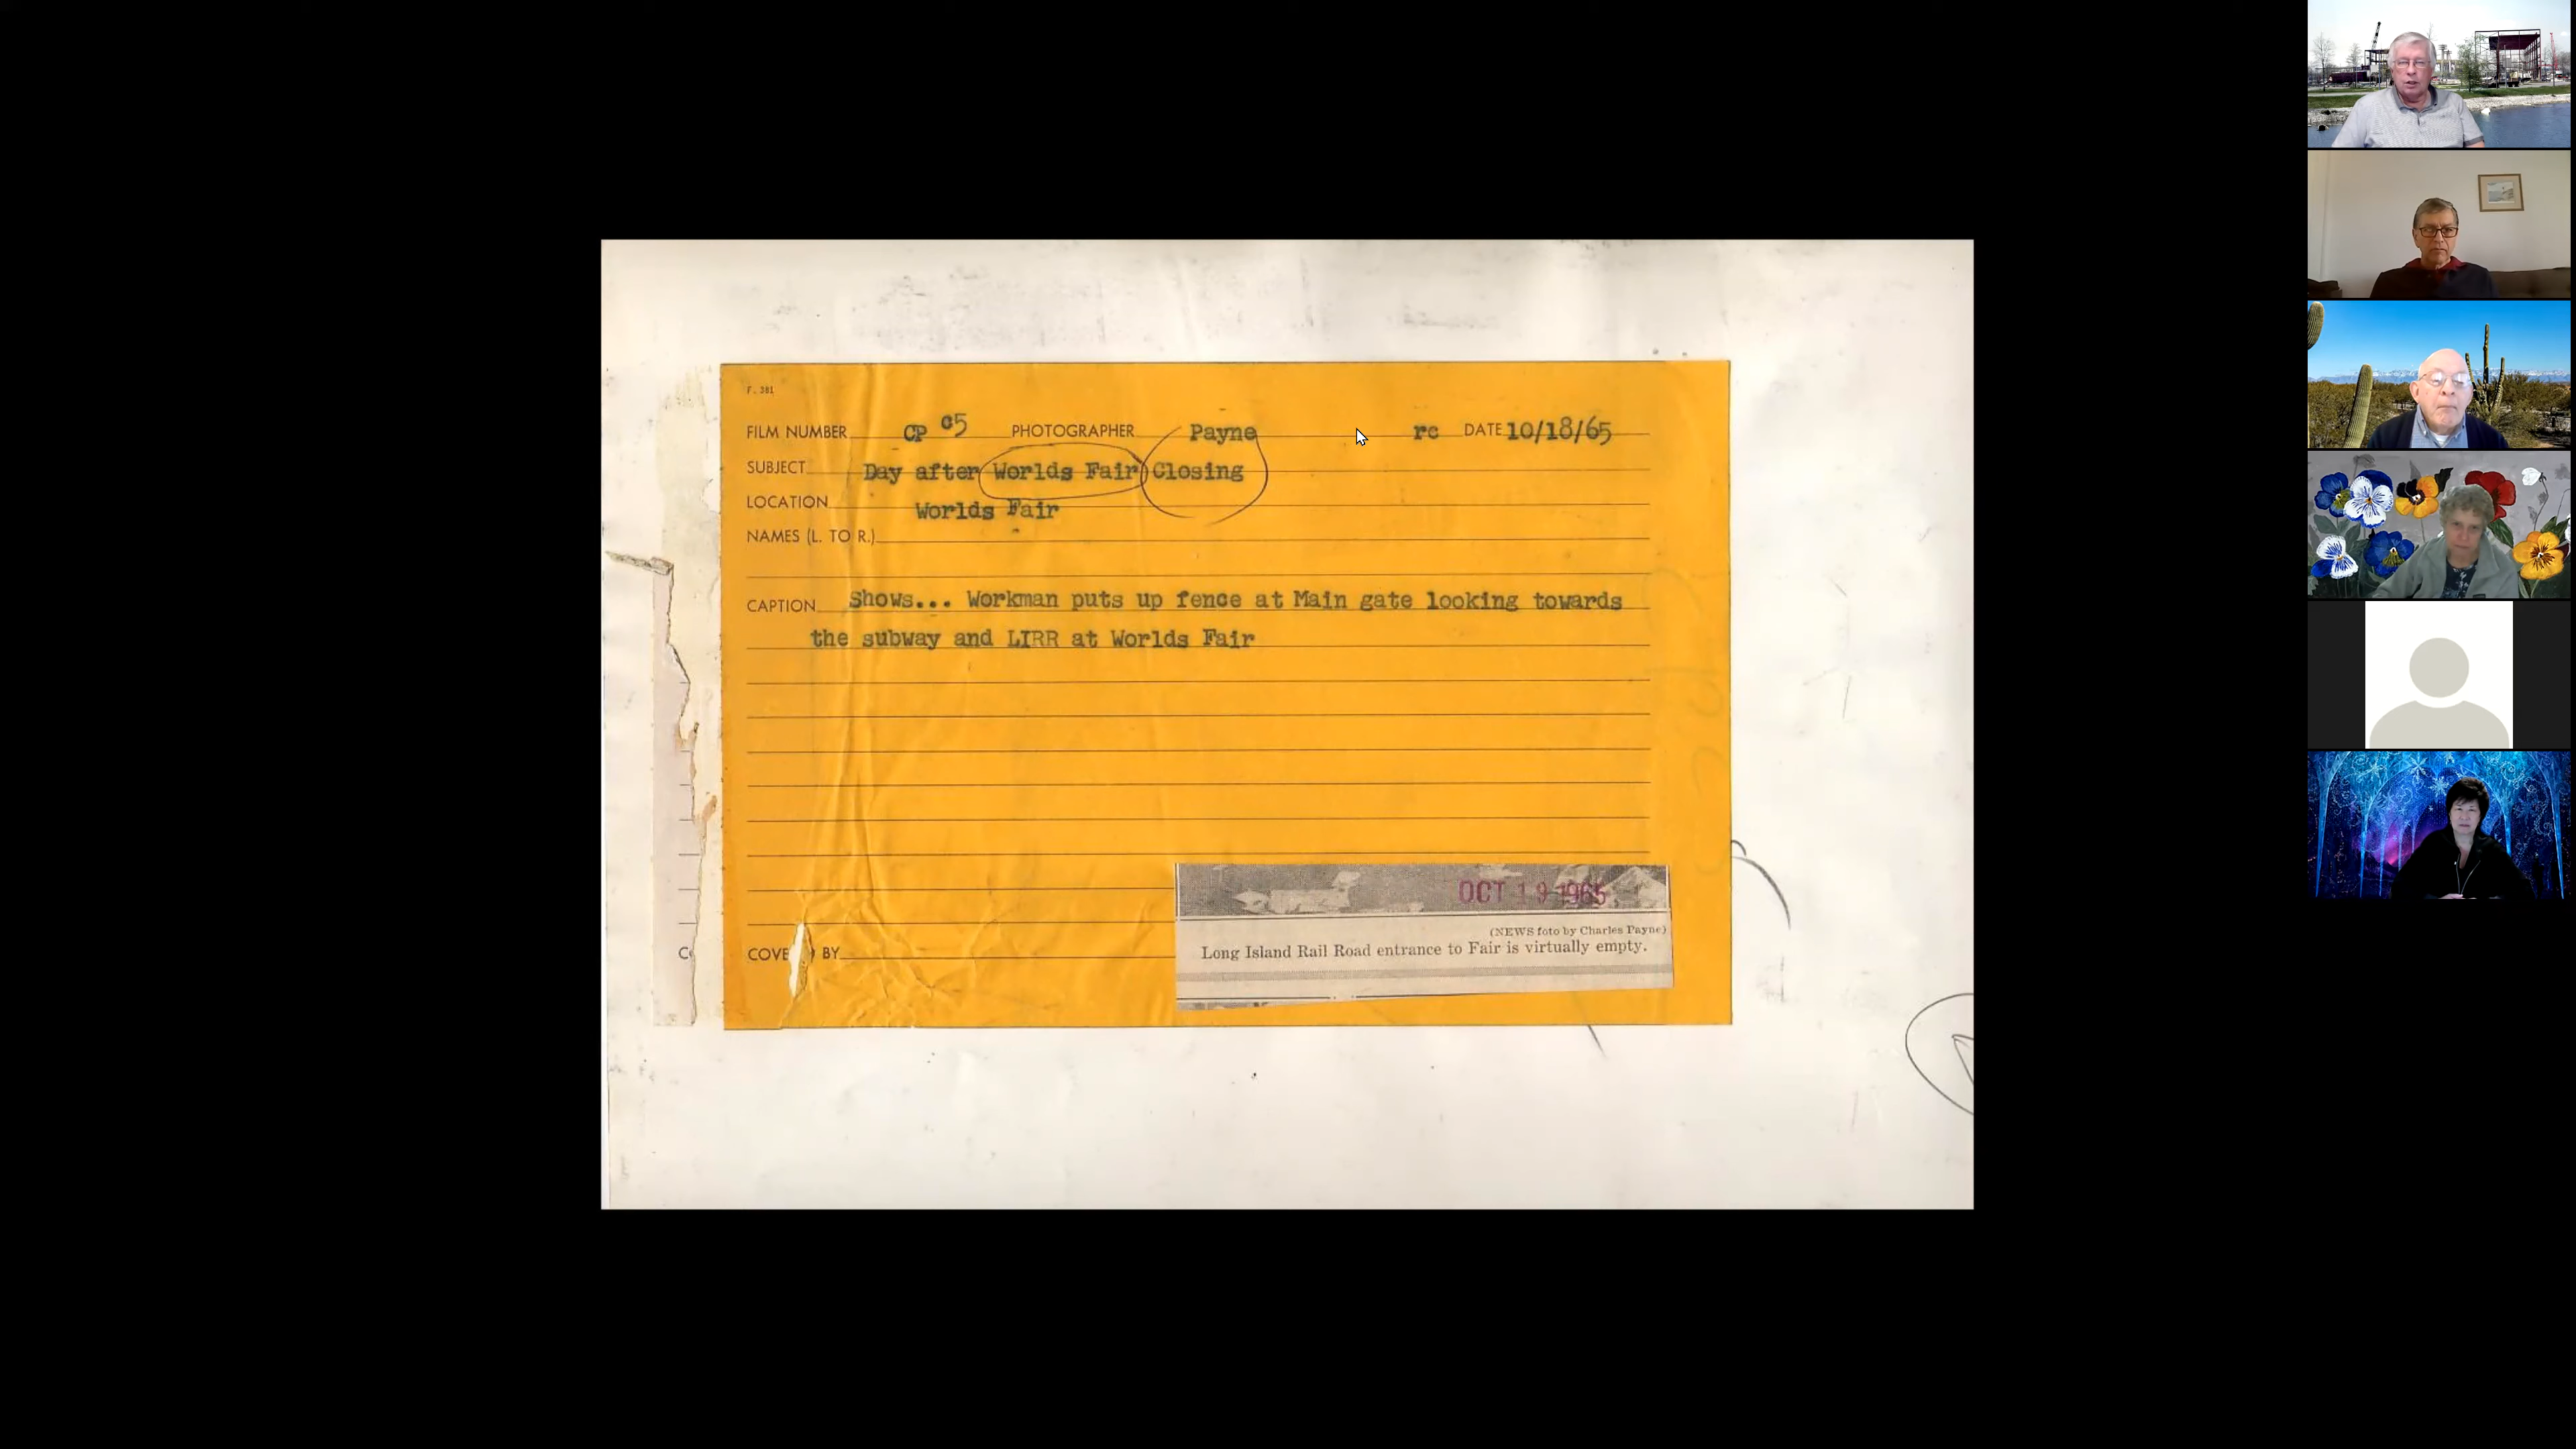 F. 381
FILM NUMBER CP c5 PHOTOGRAPHER Payne rc DATE 10/18/65
SUBJECT Day after Worlds Fair Closing
LOCATION Worlds Fair
NAMES (L. TO R.)
CAPTION Shows... Workman puts up fence at Main gate looking towards
the subway and LIRR at Worlds Fair
OCT 19 1965
(NEWS foto by Charles Payne)
Long Island Rail Road entrance to Fair is virtually empty.
COVE BY